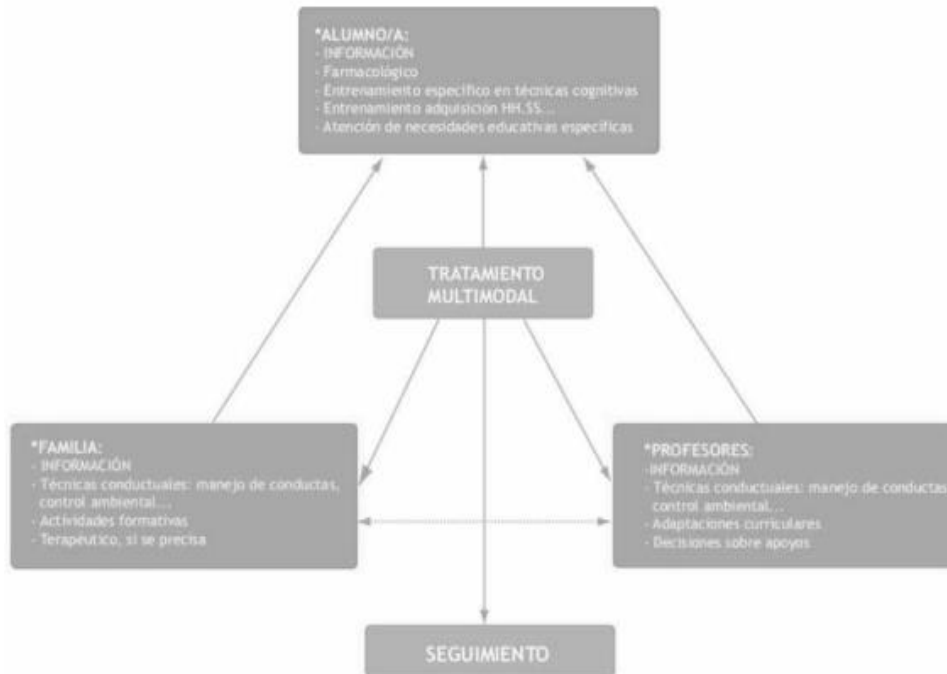 *ALUMNO/A:
- INFORMACIÓN
- Farmacológico
- Entrenamiento específico en técnicas cognitivas
- Entrenamiento adquisición HH.SS...
- Atención de necesidades educativas específicas
TRATAMIENTO
MULTIMODAL
*FAMILIA:
- INFORMACIÓN
- Técnicas conductuales: manejo de conductas,
control ambiental...
- Actividades formativas
- Terapéutico, si se precisa
*PROFESORES:
-INFORMACIÓN
- Técnicas conductuales: manejo de conductas
control ambiental...
- Adaptaciones curriculares
- Decisiones sobre apoyos
SEGUIMIENTO